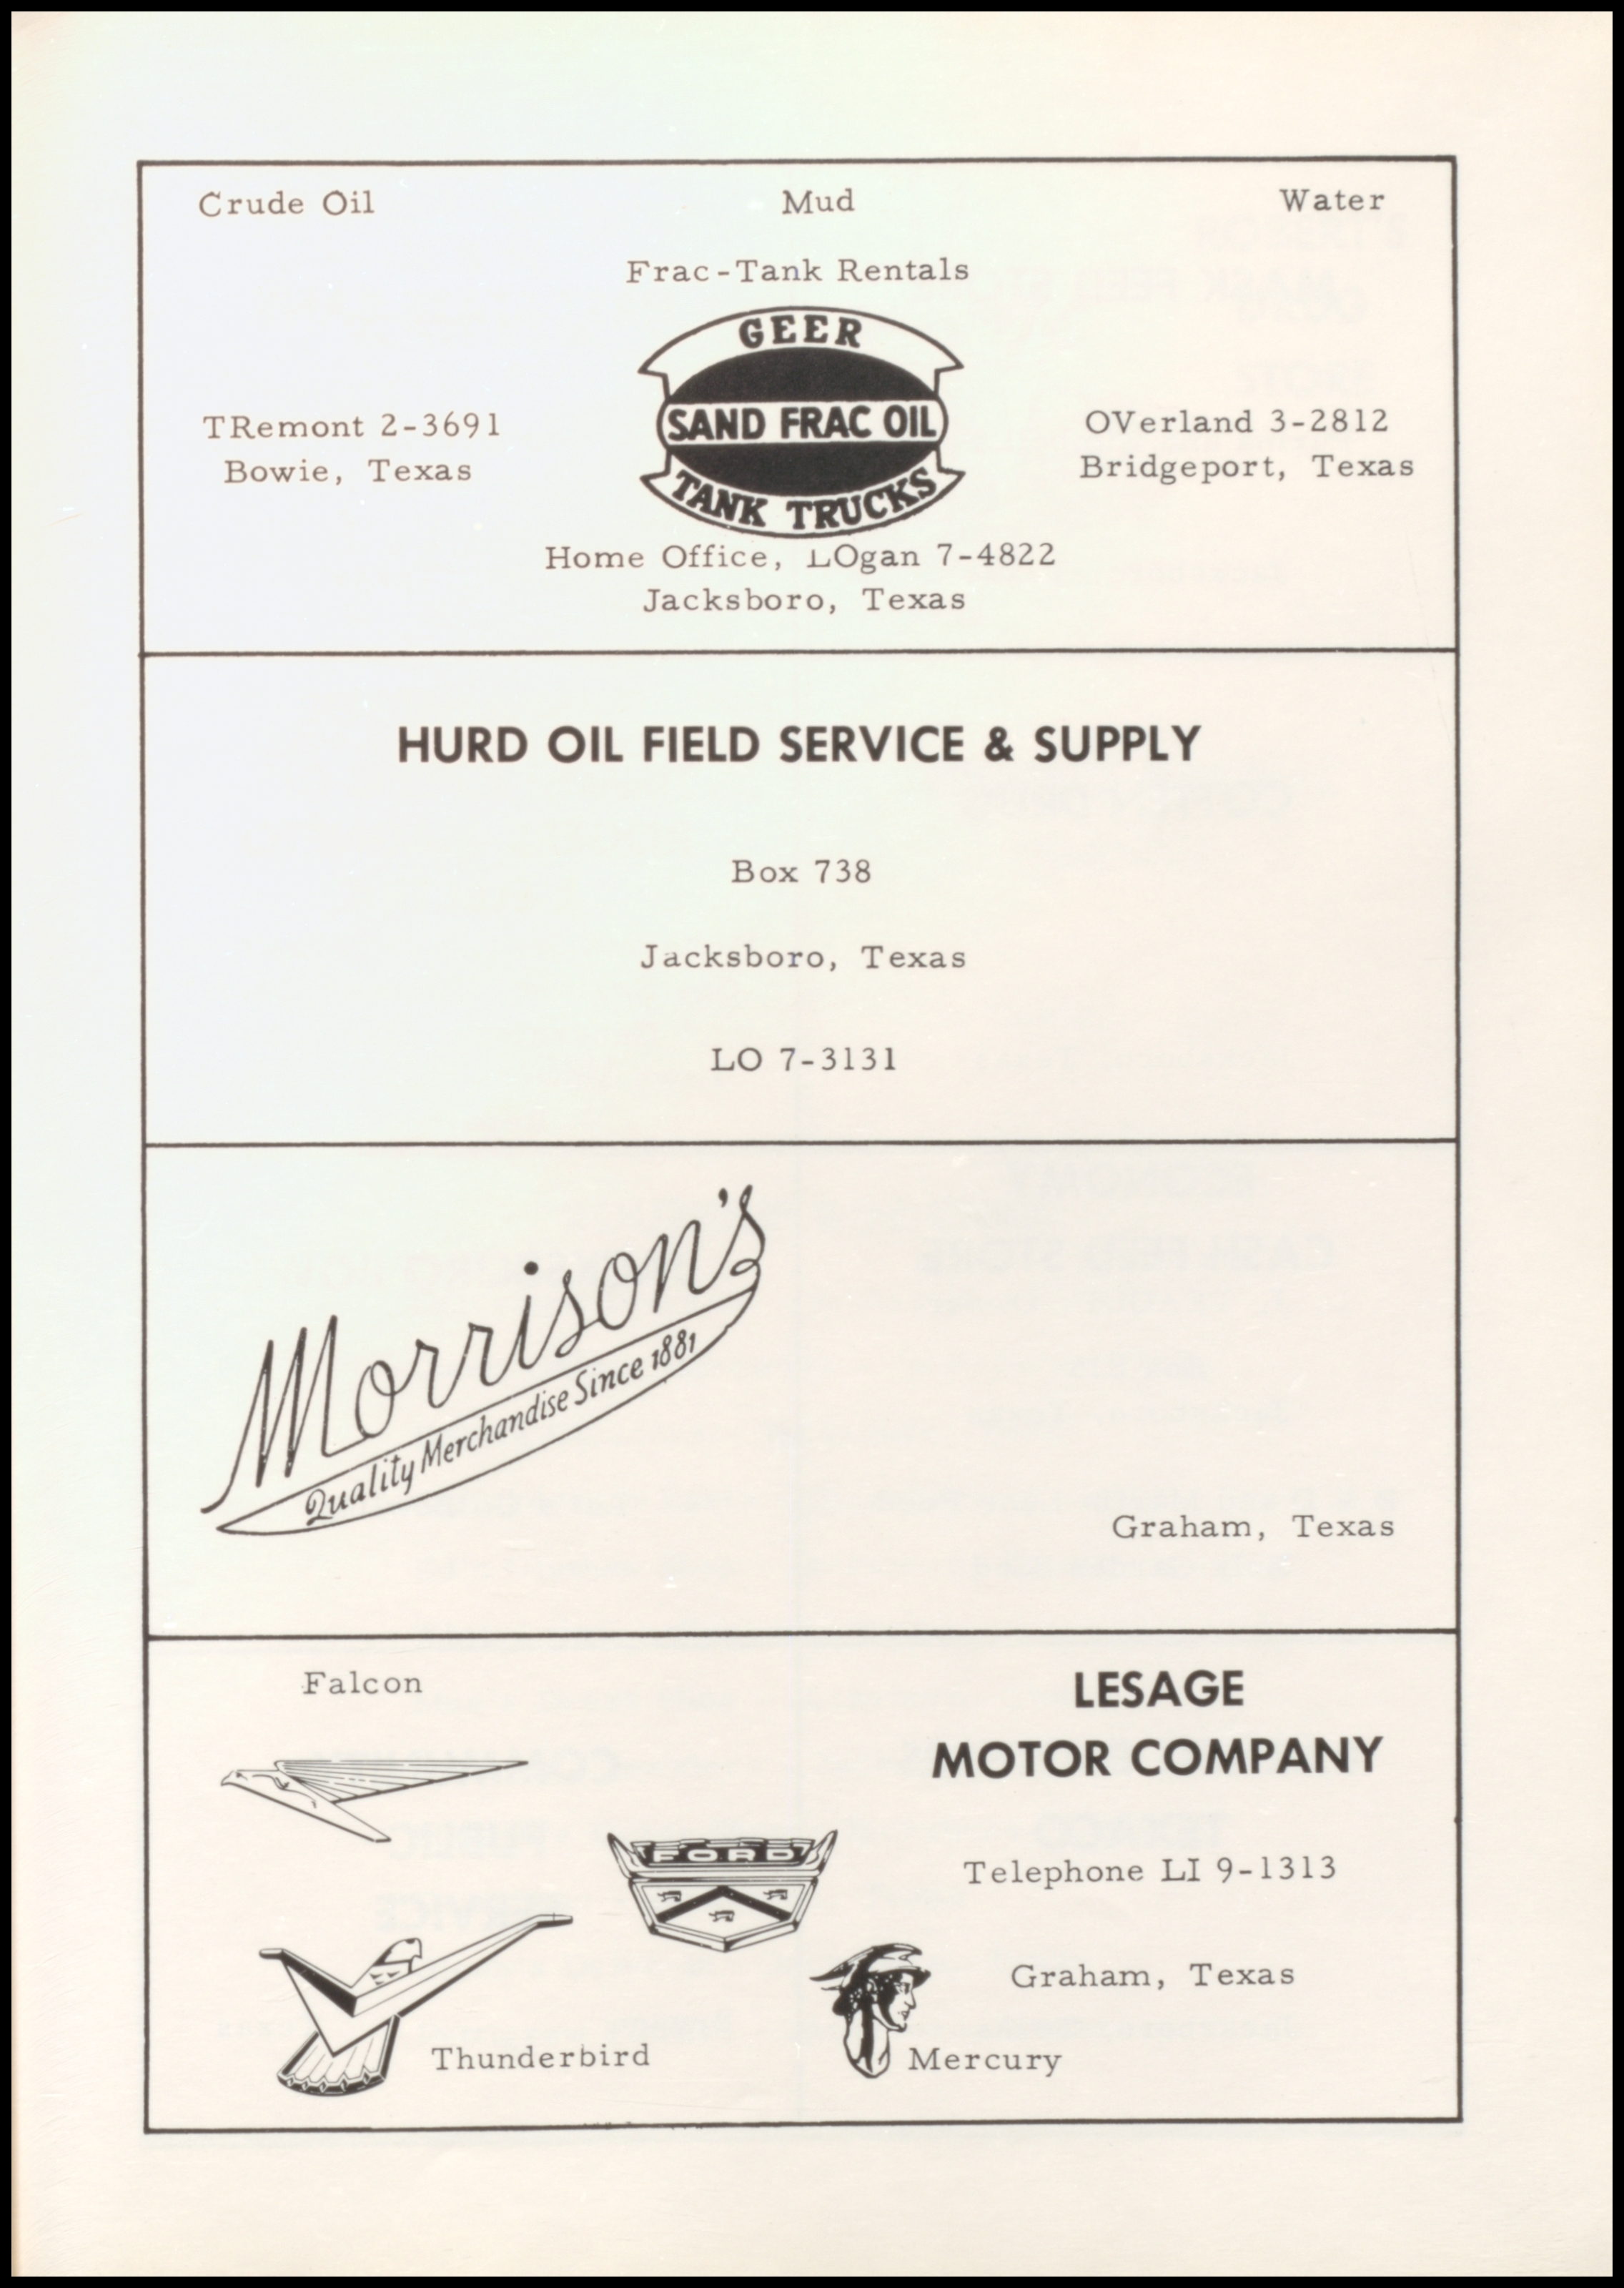 Crude Oil Mud Water
Frac-Tank Rentals
GEER
SAND FRAC OIL
TANK TRUCKS
TRemont 2-3691
Bowie, Texas
OVerland 3-2812
Bridgeport, Texas
Home Office, LOgan 7-4822
Jacksboro, Texas
HURD OIL FIELD SERVICE & SUPPLY
Box 738
Jacksboro, Texas
LO 7-3131
Morrison's
Quality Merchandise Since 1881
Graham, Texas
Falcon
LESAGE
MOTOR COMPANY
FORD
Telephone LI 9-1313
Graham, Texas
Thunderbird
Mercury